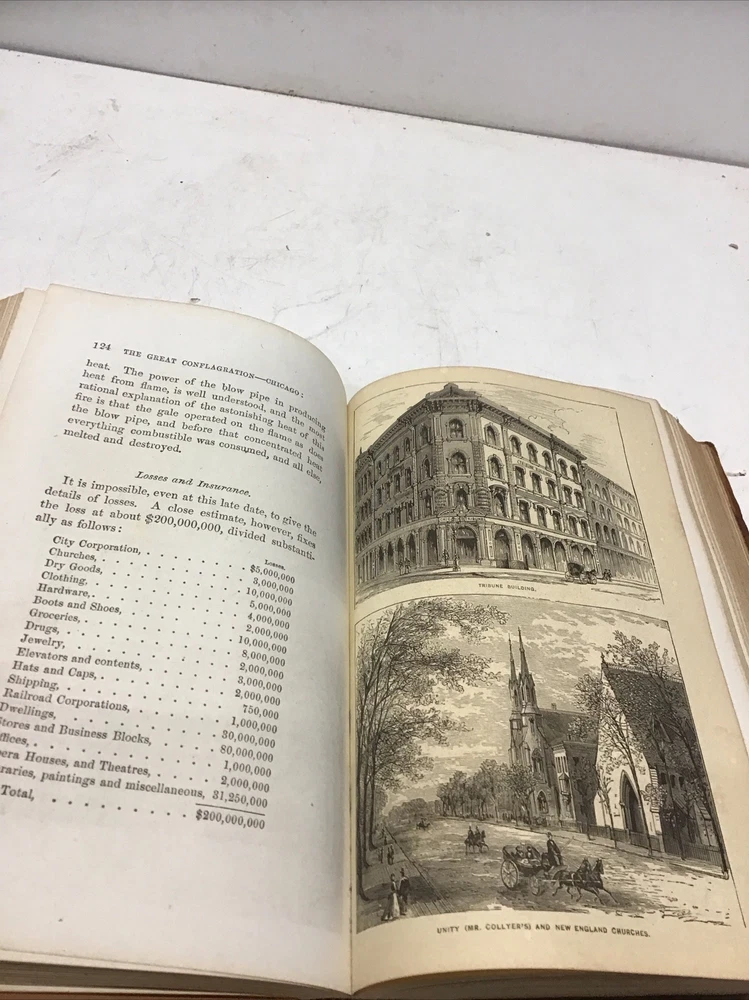 124 THE GREAT CONFLAGRATION—CHICAGO:
heat. The power of the blow pipe in producing
heat from flame, is well understood, and the most
rational explanation of the astonishing heat of this
fire is that the gale operated on the flame as does
the blow pipe, and before that concentrated heat
everything combustible was consumed, and all else,
melted and destroyed.
Losses and Insurance.
It is impossible, even at this late date, to give the
details of losses. A close estimate, however, fixes
the loss at about $200,000,000, divided substanti-
ally as follows:
Losses.
City Corporation, $5,000,000
Churches, 3,000,000
Dry Goods, 10,000,000
Clothing, 5,000,000
Hardware, 4,000,000
Boots and Shoes, 2,000,000
Groceries, 10,000,000
Drugs, 8,000,000
Jewelry, 2,000,000
Elevators and contents, 3,000,000
Hats and Caps, 2,000,000
Shipping, 750,000
Railroad Corporations, 1,000,000
Dwellings, 30,000,000
tores and Business Blocks, 80,000,000
ffices, 1,000,000
era Houses, and Theatres, 2,000,000
raries, paintings and miscellaneous, 31,250,000
Total, $200,000,000
TRIBUNE BUILDING.
UNITY (MR. COLLYER'S) AND NEW ENGLAND CHURCHES.